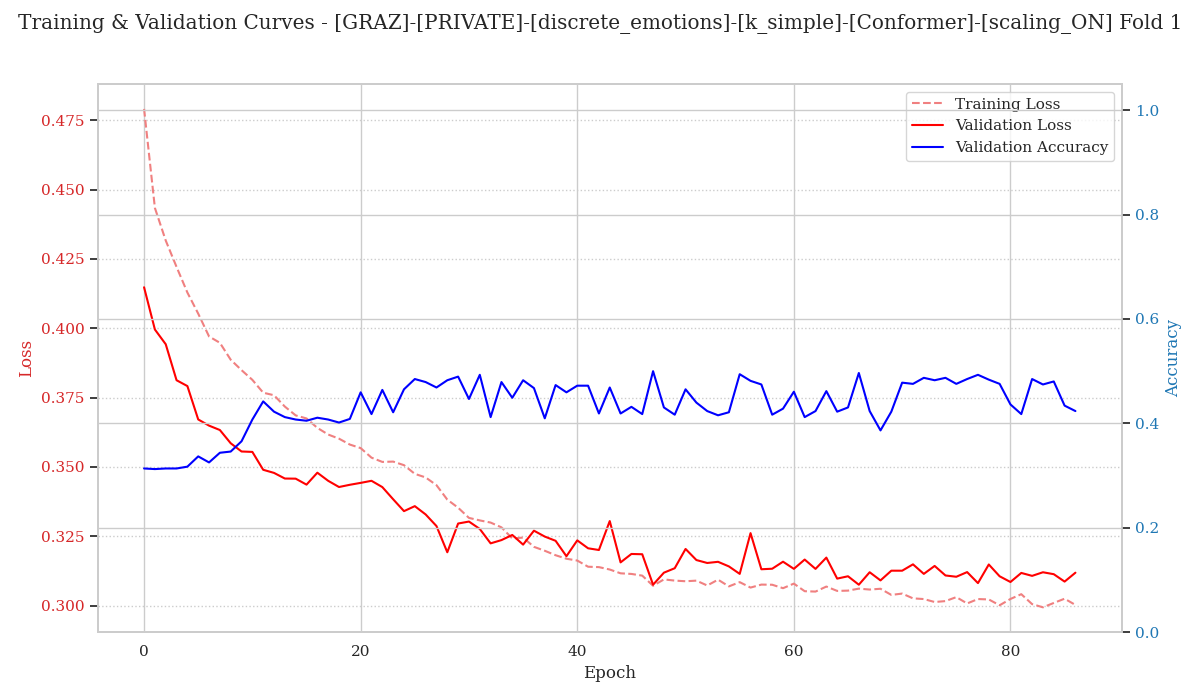 Training & Validation Curves - [GRAZ]-[PRIVATE]-[discrete_emotions]-[k_simple]-[Conformer]-[scaling_ON] Fold 1
Training Loss
Validation Loss
Validation Accuracy
0.475
0.450
0.425
0.400
0.375
0.350
0.325
0.300
Loss
1.0
0.8
0.6
0.4
0.2
0.0
Accuracy
0 20 40 60 80
Epoch